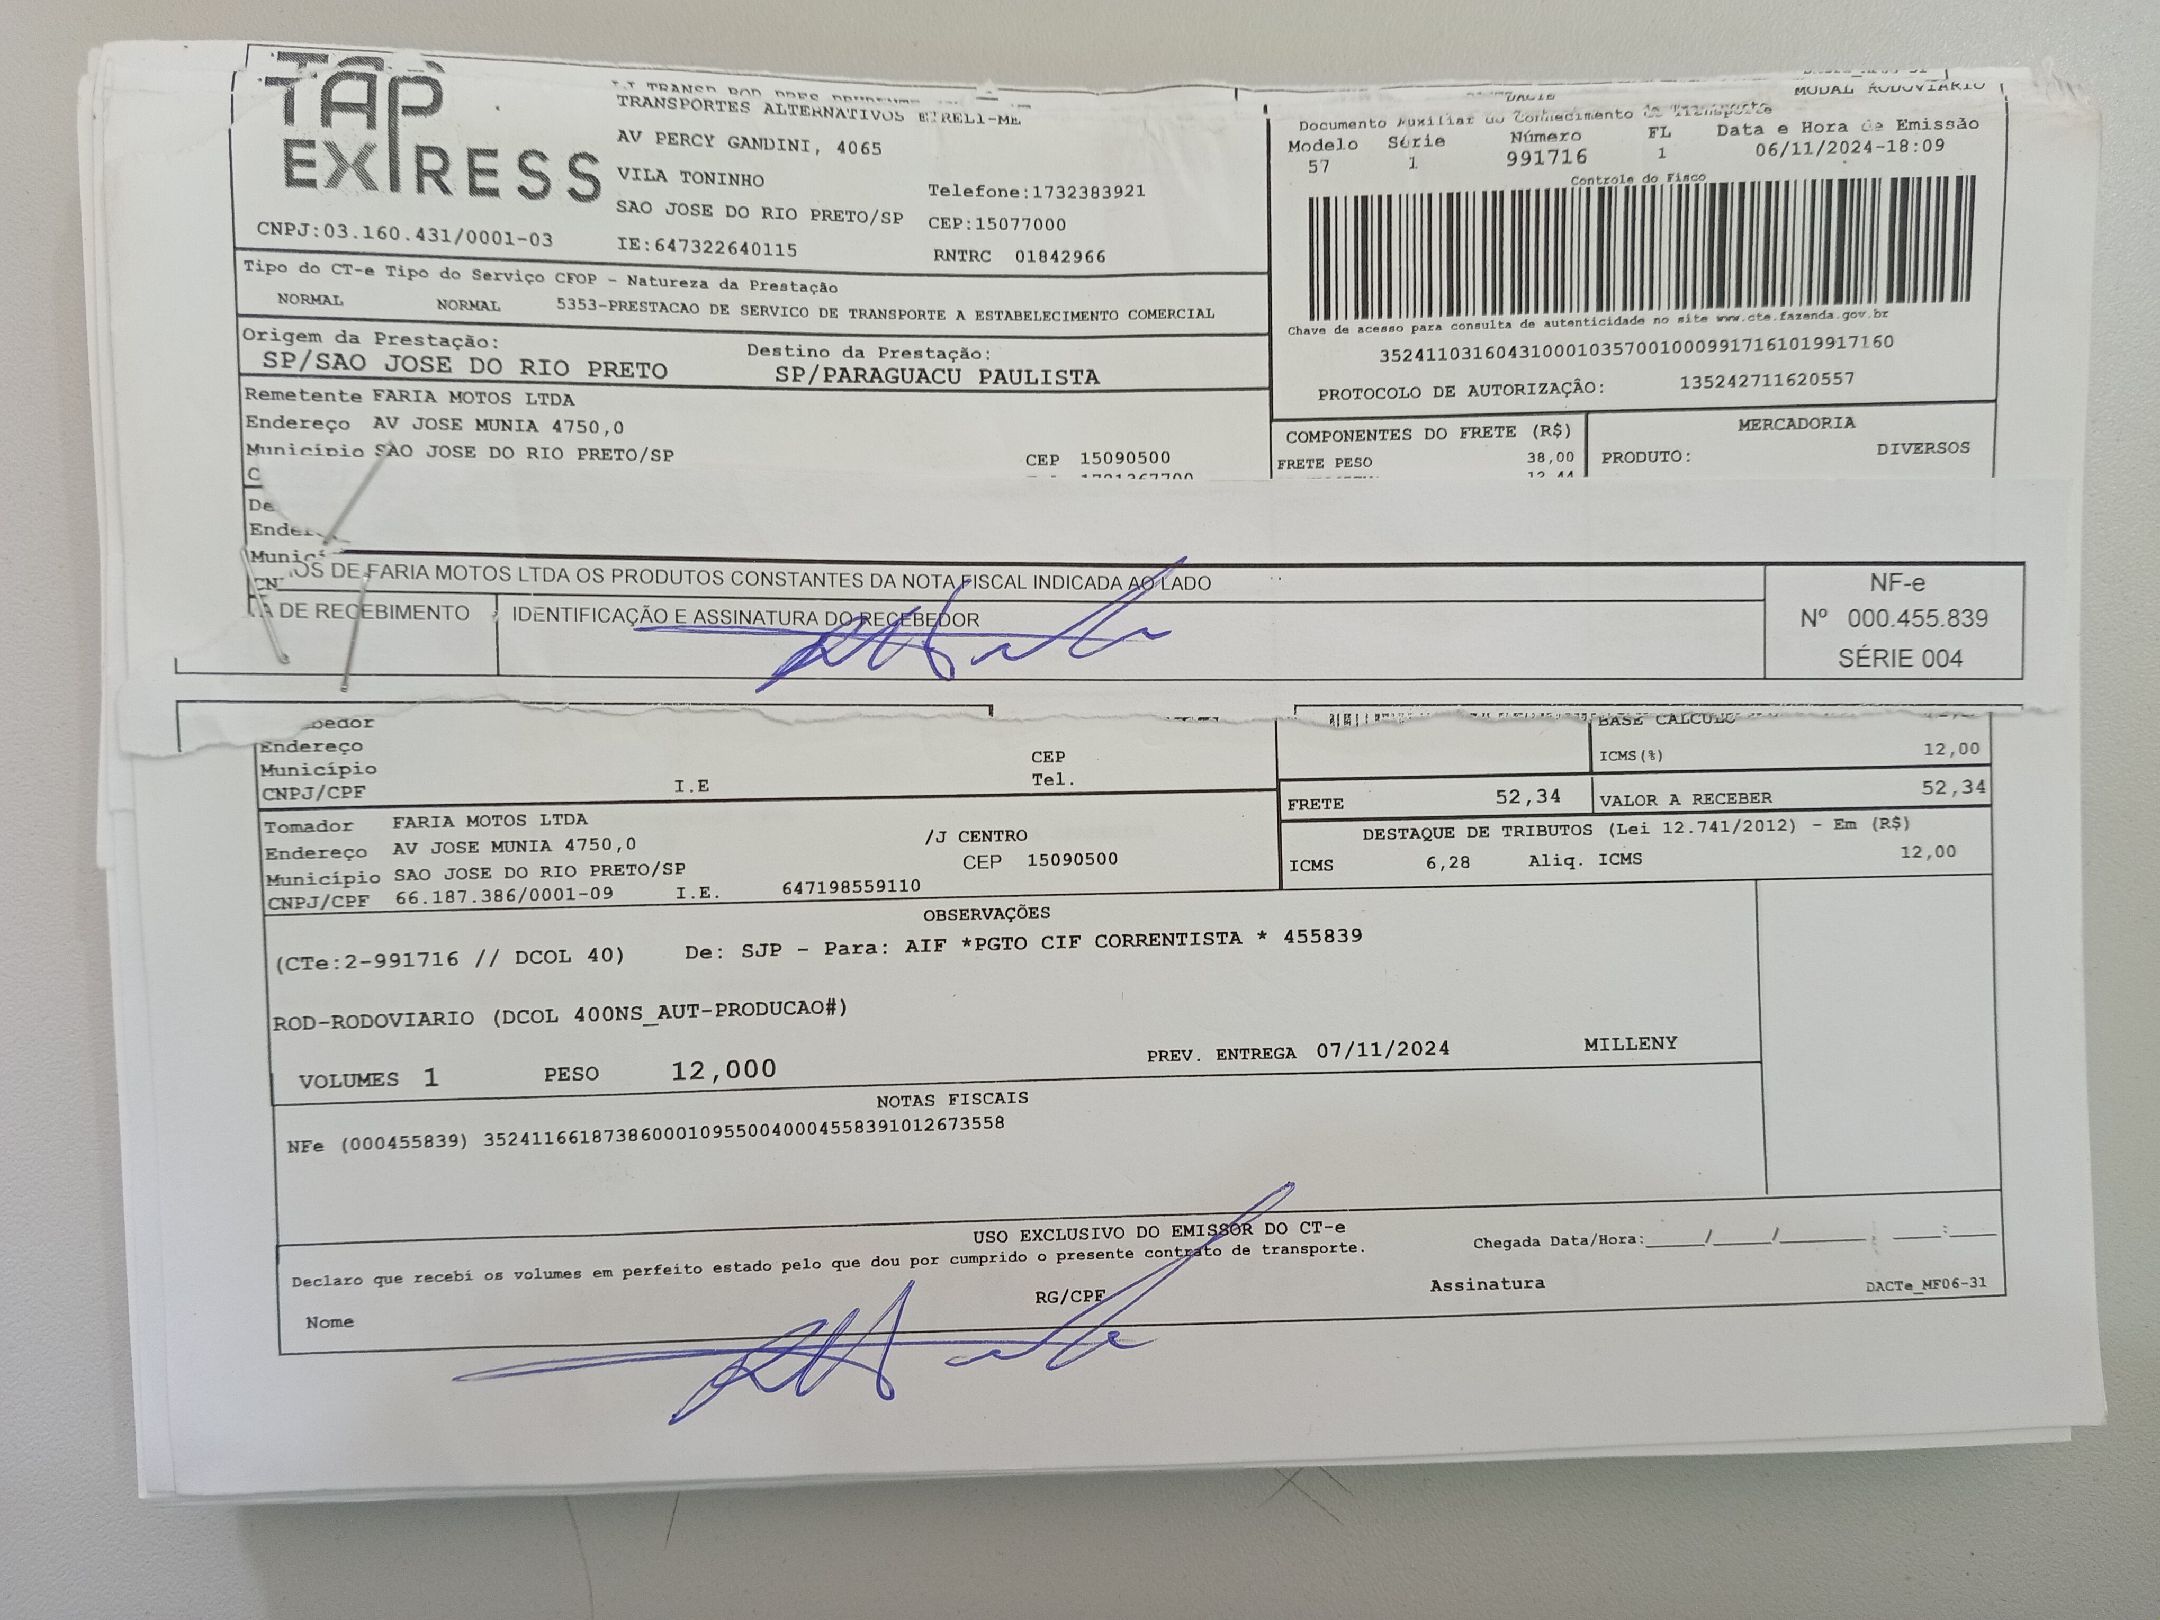 TAP EXPRESS
TRANSPORTES ALTERNATIVOS EIRELI-ME
AV PERCY GANDINI, 4065
VILA TONINHO
Telefone:1732383921
SAO JOSE DO RIO PRETO/SP CEP:15077000
CNPJ:03.160.431/0001-03 IE:647322640115 RNTRC 01842966
MODAL RODOVIÁRIO
Documento Auxiliar do Conhecimento de Transporte
Modelo Série Número FL Data e Hora de Emissão
57 1 991716 1 06/11/2024-18:09
Controle do Fisco
Chave de acesso para consulta de autenticidade no site www.cte.fazenda.gov.br
35241103160431000103570010009917161019917160
PROTOCOLO DE AUTORIZAÇÂO: 135242711620557
Tipo do CT-e Tipo do Serviço CFOP - Natureza da Prestação
NORMAL NORMAL 5353-PRESTACAO DE SERVICO DE TRANSPORTE A ESTABELECIMENTO COMERCIAL
Origem da Prestação: Destino da Prestação:
SP/SAO JOSE DO RIO PRETO SP/PARAGUACU PAULISTA
Remetente FARIA MOTOS LTDA
Endereço AV JOSE MUNIA 4750,0
Município SAO JOSE DO RIO PRETO/SP CEP 15090500
COMPONENTES DO FRETE (R$) MERCADORIA
FRETE PESO 38,00 PRODUTO: DIVERSOS
DE FARIA MOTOS LTDA OS PRODUTOS CONSTANTES DA NOTA FISCAL INDICADA AO LADO
DE RECEBIMENTO IDENTIFICAÇÃO E ASSINATURA DO RECEBEDOR
NF-e
Nº 000.455.839
SÉRIE 004
BASE CALCULO
Endereço CEP
Município Tel.
CNPJ/CPF I.E
ICMS(%) 12,00
FRETE 52,34 VALOR A RECEBER 52,34
Tomador FARIA MOTOS LTDA
Endereço AV JOSE MUNIA 4750,0 /J CENTRO
Município SAO JOSE DO RIO PRETO/SP CEP 15090500
CNPJ/CPF 66.187.386/0001-09 I.E. 647198559110
DESTAQUE DE TRIBUTOS (Lei 12.741/2012) - Em (R$)
ICMS 6,28 Aliq. ICMS 12,00
OBSERVAÇÕES
(CTe:2-991716 // DCOL 40) De: SJP - Para: AIF *PGTO CIF CORRENTISTA * 455839
ROD-RODOVIARIO (DCOL 400NS_AUT-PRODUCAO#)
VOLUMES 1 PESO 12,000 PREV. ENTREGA 07/11/2024 MILLENY
NOTAS FISCAIS
NFe (000455839) 35241166187386000109550040004558391012673558
USO EXCLUSIVO DO EMISSOR DO CT-e
Declaro que recebi os volumes em perfeito estado pelo que dou por cumprido o presente contrato de transporte.
Chegada Data/Hora:____/____/______ ____:____
Nome RG/CPF Assinatura DACTe_MF06-31